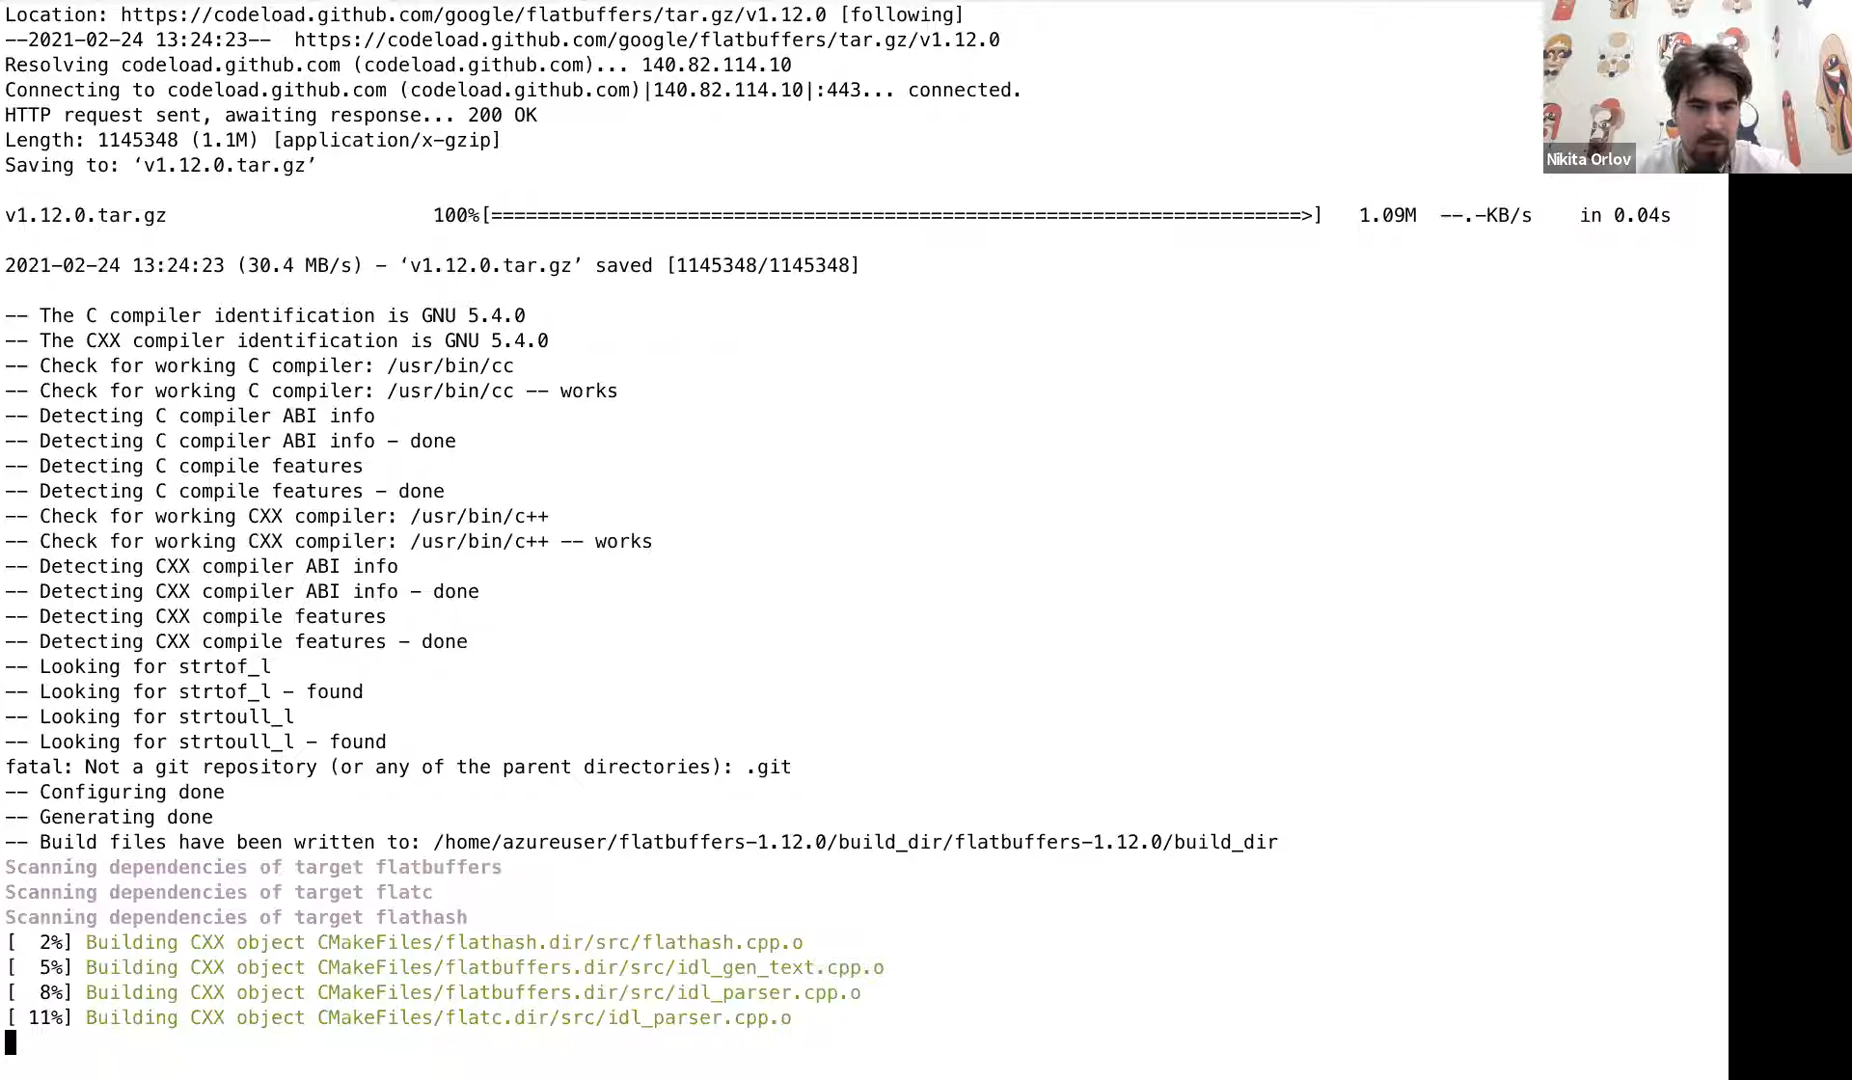 Location: https://codeload.github.com/google/flatbuffers/tar.gz/v1.12.0 [following]
--2021-02-24 13:24:23--  https://codeload.github.com/google/flatbuffers/tar.gz/v1.12.0
Resolving codeload.github.com (codeload.github.com)... 140.82.114.10
Connecting to codeload.github.com (codeload.github.com)|140.82.114.10|:443... connected.
HTTP request sent, awaiting response... 200 OK
Length: 1145348 (1.1M) [application/x-gzip]
Nikita Orlov
Saving to: ‘v1.12.0.tar.gz’
v1.12.0.tar.gz 100%[======================================================================>] 1.09M --.-KB/s in 0.04s
2021-02-24 13:24:23 (30.4 MB/s) - ‘v1.12.0.tar.gz’ saved [1145348/1145348]
-- The C compiler identification is GNU 5.4.0
-- The CXX compiler identification is GNU 5.4.0
-- Check for working C compiler: /usr/bin/cc
-- Check for working C compiler: /usr/bin/cc -- works
-- Detecting C compiler ABI info
-- Detecting C compiler ABI info - done
-- Detecting C compile features
-- Detecting C compile features - done
-- Check for working CXX compiler: /usr/bin/c++
-- Check for working CXX compiler: /usr/bin/c++ -- works
-- Detecting CXX compiler ABI info
-- Detecting CXX compiler ABI info - done
-- Detecting CXX compile features
-- Detecting CXX compile features - done
-- Looking for strtof_l
-- Looking for strtof_l - found
-- Looking for strtoull_l
-- Looking for strtoull_l - found
fatal: Not a git repository (or any of the parent directories): .git
-- Configuring done
-- Generating done
-- Build files have been written to: /home/azureuser/flatbuffers-1.12.0/build_dir/flatbuffers-1.12.0/build_dir
Scanning dependencies of target flatbuffers
Scanning dependencies of target flatc
Scanning dependencies of target flathash
[  2%] Building CXX object CMakeFiles/flathash.dir/src/flathash.cpp.o
[  5%] Building CXX object CMakeFiles/flatbuffers.dir/src/idl_gen_text.cpp.o
[  8%] Building CXX object CMakeFiles/flatbuffers.dir/src/idl_parser.cpp.o
[ 11%] Building CXX object CMakeFiles/flatc.dir/src/idl_parser.cpp.o